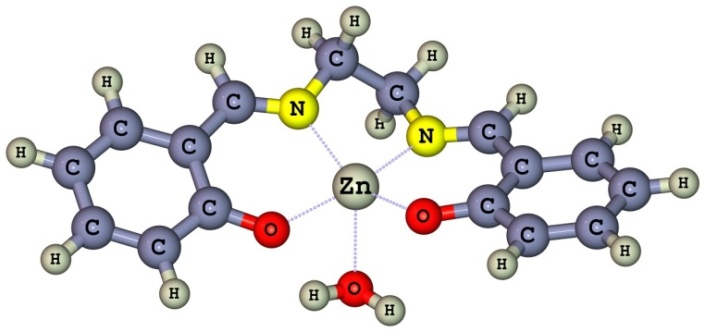 H H
H C H
H C N C H
C H N C H
H C C C C
Zn C H
C O O C
C C C C
H H H
H H O H